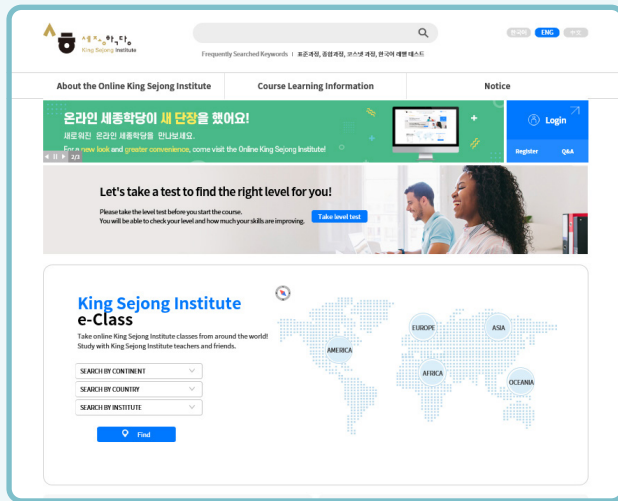 세종학당
King Sejong Institute
한국어 ENG 中文
Frequently Searched Keywords | 표준과정, 종합과정, 코스넷 과정, 한국어 레벨 테스트
About the Online King Sejong Institute
Course Learning Information
Notice
온라인 세종학당이 새 단장을 했어요!
새로워진 온라인 세종학당을 만나보세요.
For a new look and greater convenience, come visit the Online King Sejong Institute!
2/3
Login
Register
Q&A
Let's take a test to find the right level for you!
Please take the level test before you start the course.
You will be able to check your level and how much your skills are improving.
Take level test
King Sejong Institute
e-Class
Take online King Sejong Institute classes from around the world!
Study with King Sejong Institute teachers and friends.
SEARCH BY CONTINENT
SEARCH BY COUNTRY
SEARCH BY INSTITUTE
Find
EUROPE
ASIA
AMERICA
AFRICA
OCEANIA